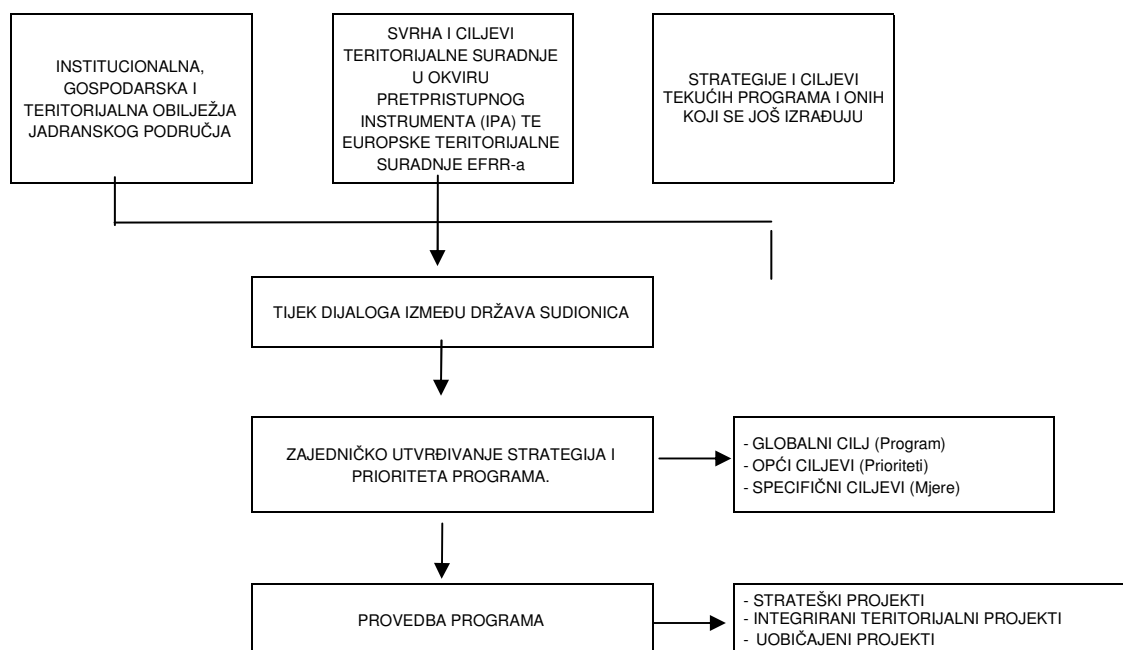 INSTITUCIONALNA,
GOSPODARSKA I
TERITORIJALNA OBILJEŽJA
JADRANSKOG PODRUČJA
SVRHA I CILJEVI
TERITORIJALNE SURADNJE
U OKVIRU
PRETPRISTUPNOG
INSTRUMENTA (IPA) TE
EUROPSKE TERITORIJALNE
SURADNJE EFRR-a
STRATEGIJE I CILJEVI
TEKUĆIH PROGRAMA I ONIH
KOJI SE JOŠ IZRAĐUJU
TIJEK DIJALOGA IZMEĐU DRŽAVA SUDIONICA
ZAJEDNIČKO UTVRĐIVANJE STRATEGIJA I
PRIORITETA PROGRAMA.
- GLOBALNI CILJ (Program)
- OPĆI CILJEVI (Prioriteti)
- SPECIFIČNI CILJEVI (Mjere)
PROVEDBA PROGRAMA
- STRATEŠKI PROJEKTI
- INTEGRIRANI TERITORIJALNI PROJEKTI
- UOBIČAJENI PROJEKTI